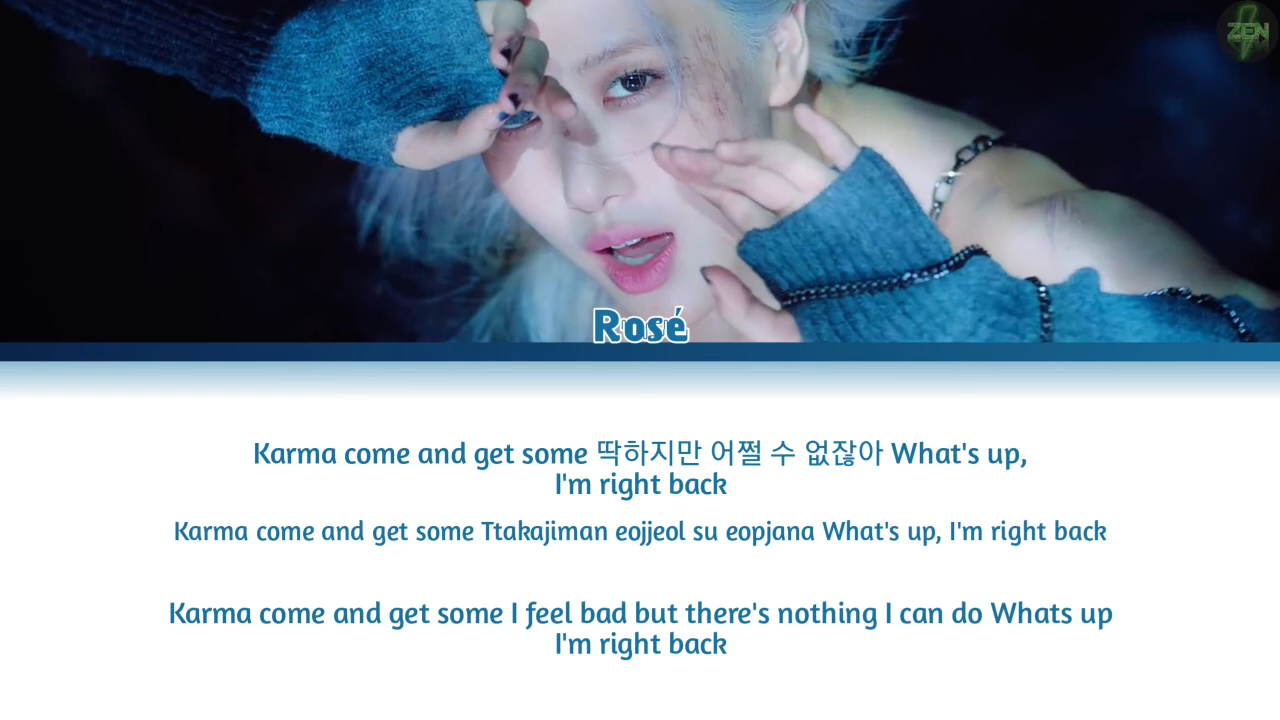 ZEN
Rosé
Karma come and get some 딱하지만 어쩔 수 없잖아 What's up,
I'm right back
Karma come and get some Ttakajiman eojjeol su eopjana What's up, I'm right back
Karma come and get some I feel bad but there's nothing I can do Whats up
I'm right back